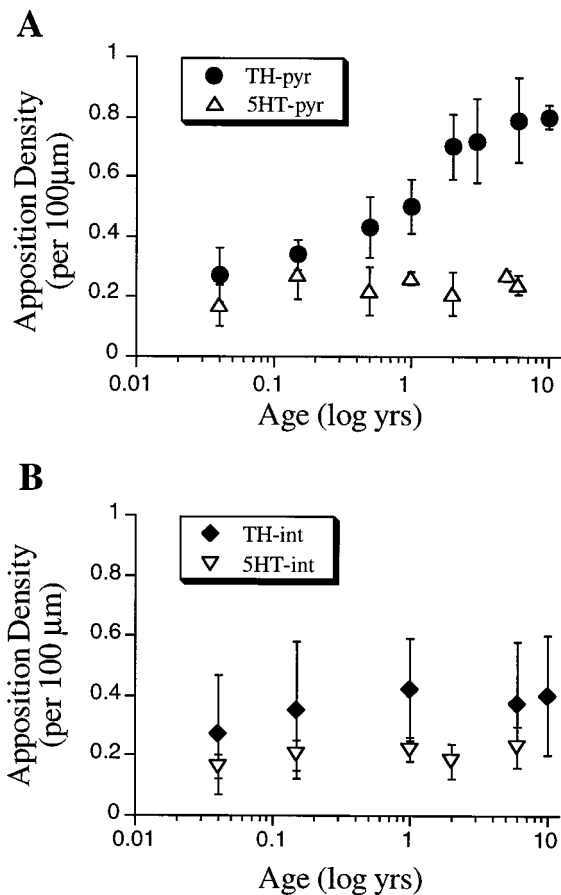 A
TH-pyr
5HT-pyr
Apposition Density
(per 100μm)
1
0.8
0.6
0.4
0.2
0
0.01
0.1
1
10
Age (log yrs)
B
TH-int
5HT-int
Apposition Density
(per 100 μm)
1
0.8
0.6
0.4
0.2
0
0.01
0.1
1
10
Age (log yrs)